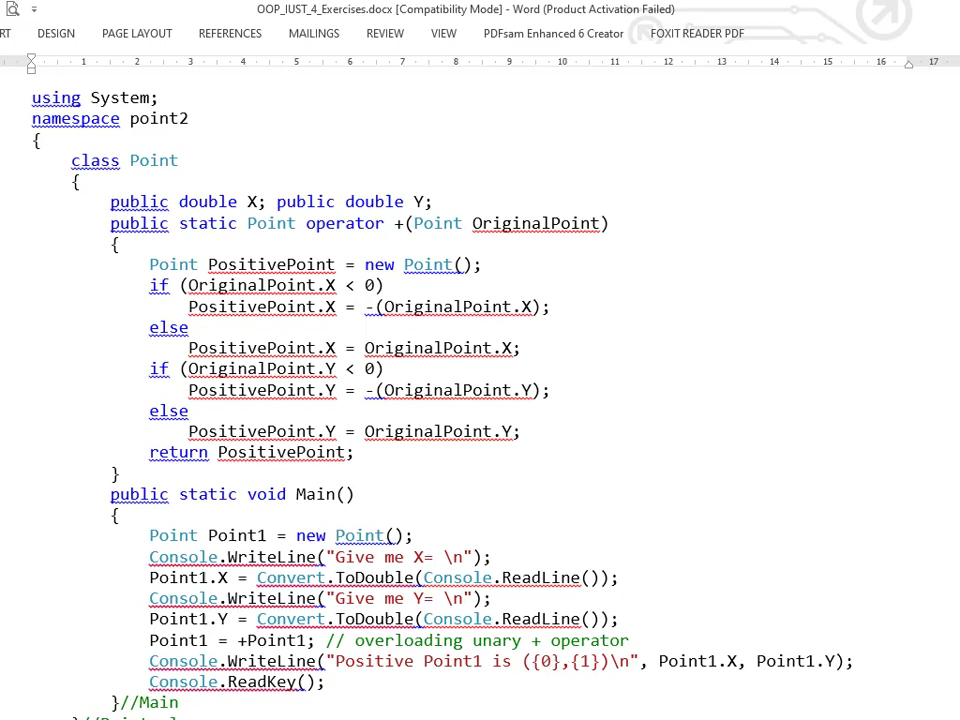 OOP_IUST_4_Exercises.docx [Compatibility Mode] - Word (Product Activation Failed)
RT DESIGN PAGE LAYOUT REFERENCES MAILINGS REVIEW VIEW PDFsam Enhanced 6 Creator FOXIT READER PDF
1 2 3 4 5 6 7 8 9 10 11 12 13 14 15 16 17
using System;
namespace point2
{
class Point
{
public double X; public double Y;
public static Point operator +(Point OriginalPoint)
{
Point PositivePoint = new Point();
if (OriginalPoint.X < 0)
PositivePoint.X = -(OriginalPoint.X);
else
PositivePoint.X = OriginalPoint.X;
if (OriginalPoint.Y < 0)
PositivePoint.Y = -(OriginalPoint.Y);
else
PositivePoint.Y = OriginalPoint.Y;
return PositivePoint;
}
public static void Main()
{
Point Point1 = new Point();
Console.WriteLine("Give me X= \n");
Point1.X = Convert.ToDouble(Console.ReadLine());
Console.WriteLine("Give me Y= \n");
Point1.Y = Convert.ToDouble(Console.ReadLine());
Point1 = +Point1; // overloading unary + operator
Console.WriteLine("Positive Point1 is ({0},{1})\n", Point1.X, Point1.Y);
Console.ReadKey();
}//Main